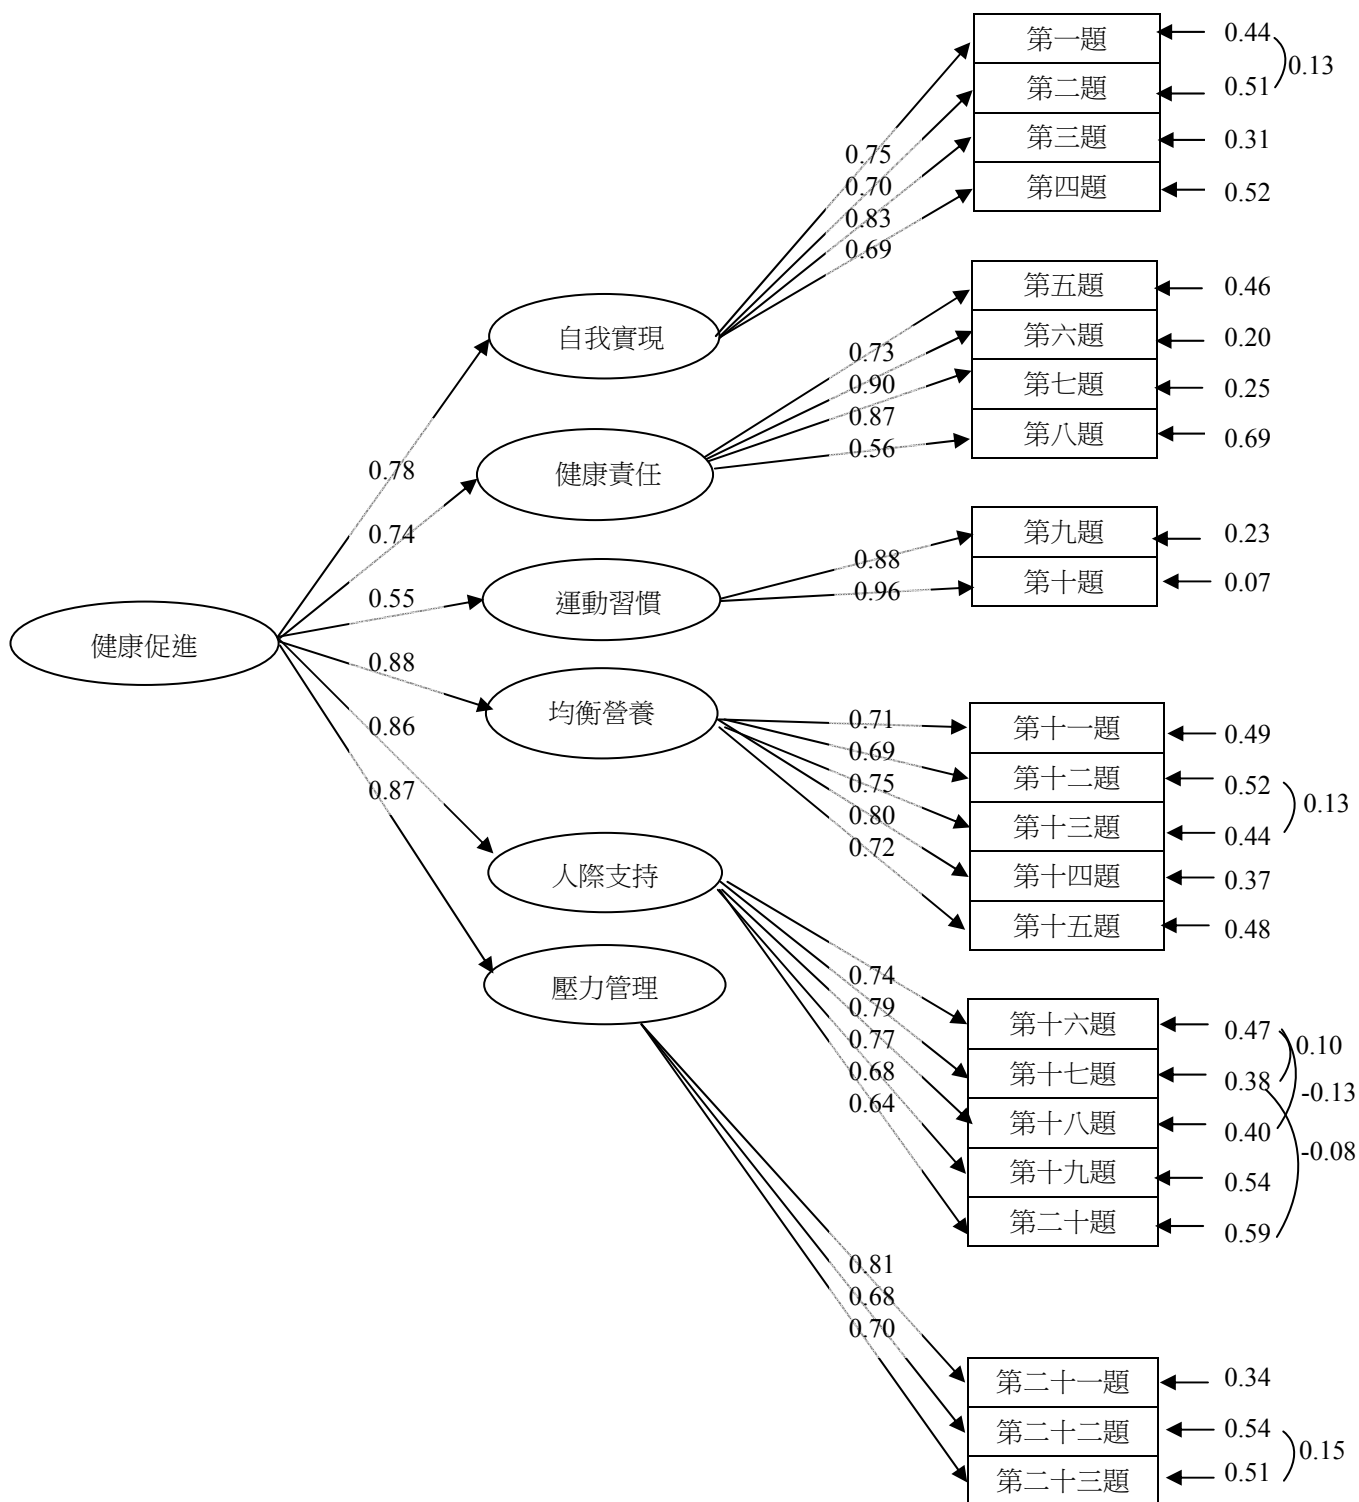 第一題 0.44
0.13
第二題 0.51
第三題 0.31
第四題 0.52
0.75
0.70
0.83
0.69
自我實現
第五題 0.46
第六題 0.20
第七題 0.25
第八題 0.69
0.73
0.90
0.87
0.56
健康責任
第九題 0.23
第十題 0.07
0.88
0.96
運動習慣
0.78
0.74
0.55
0.88
0.86
0.87
健康促進
均衡營養
0.71
0.69
0.75
0.80
0.72
第十一題 0.49
第十二題 0.52
0.13
第十三題 0.44
第十四題 0.37
第十五題 0.48
人際支持
0.74
0.79
0.77
0.68
0.64
第十六題 0.47
0.10
第十七題 0.38
-0.13
第十八題 0.40
-0.08
第十九題 0.54
第二十題 0.59
壓力管理
0.81
0.68
0.70
第二十一題 0.34
第二十二題 0.54
0.15
第二十三題 0.51